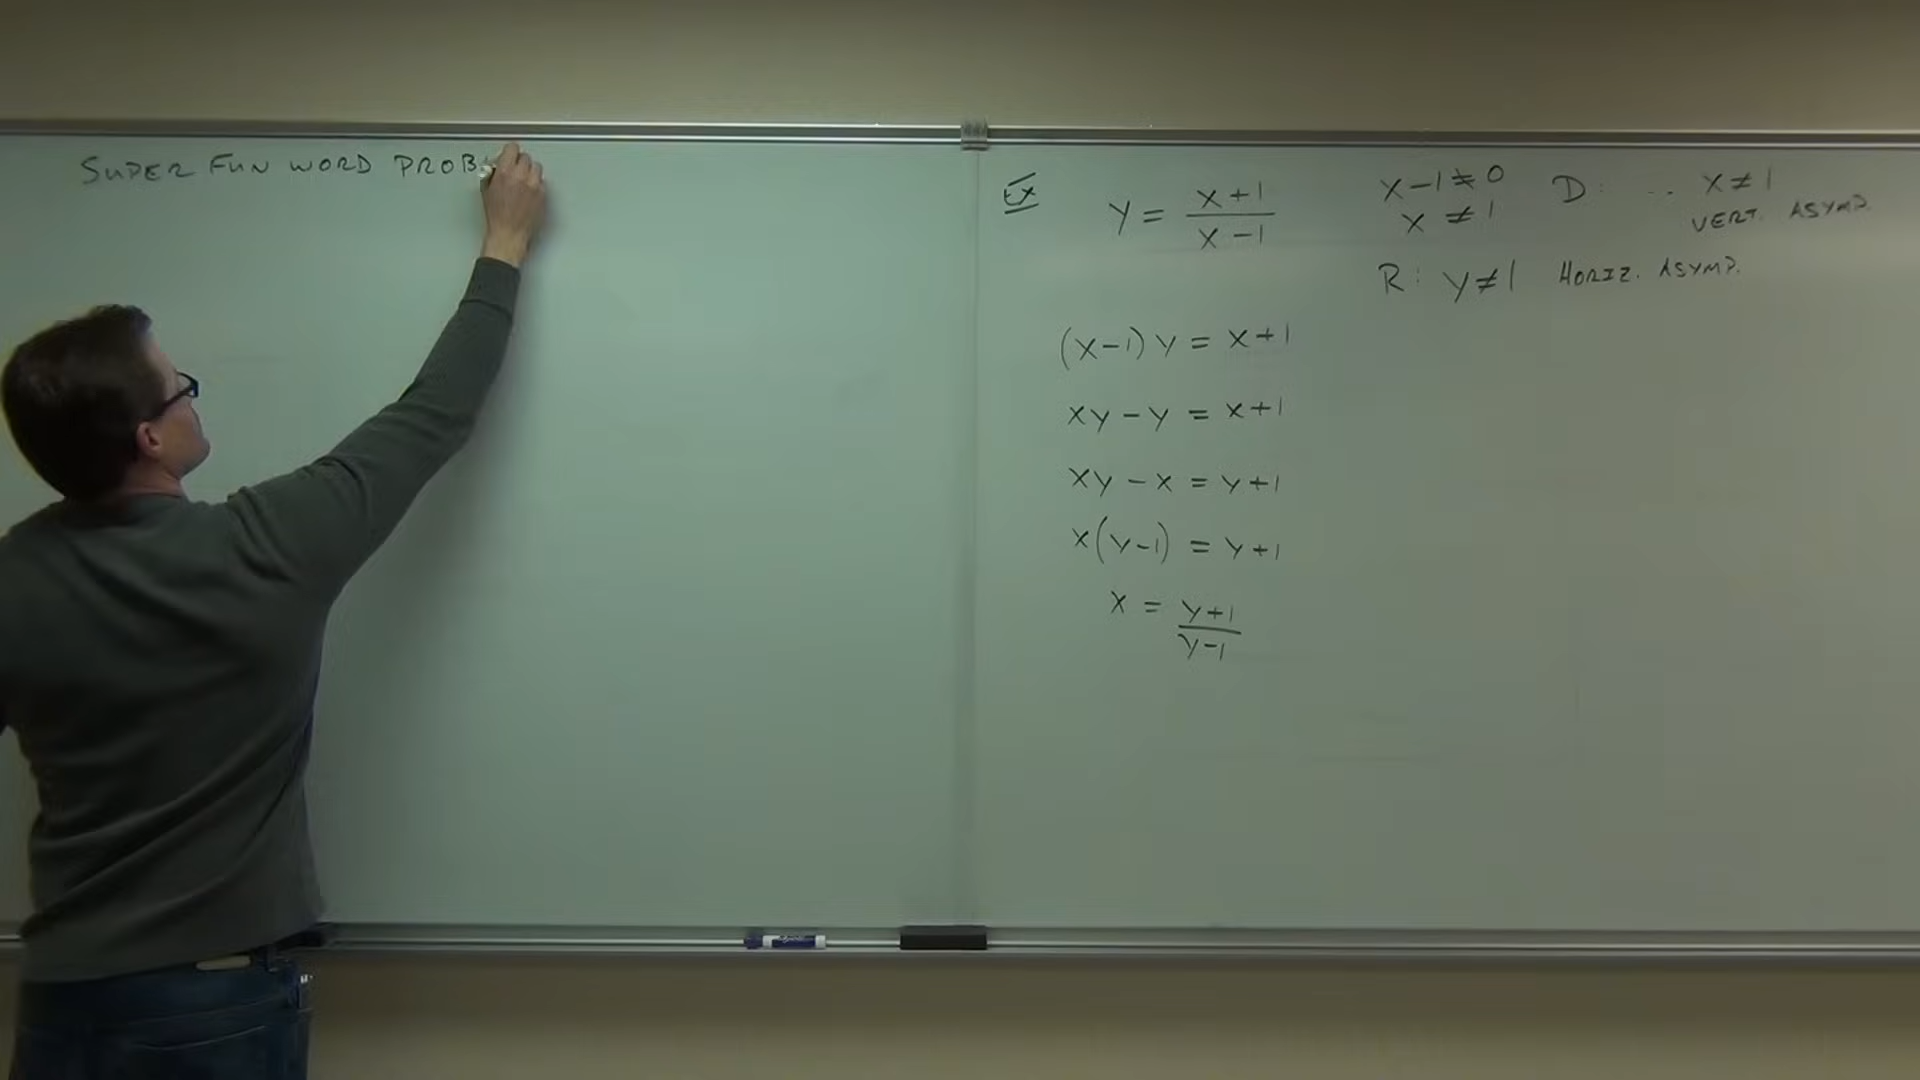 SUPER FUN WORD PROB
Ex
y = (x+1)/(x-1)
x-1≠0 D: ... x≠1
x≠1 VERT. ASYMP.
R: y≠1 HORIZ. ASYMP.
(x-1)y = x+1
xy-y = x+1
xy-x = y+1
x(y-1) = y+1
x = (y+1)/(y-1)